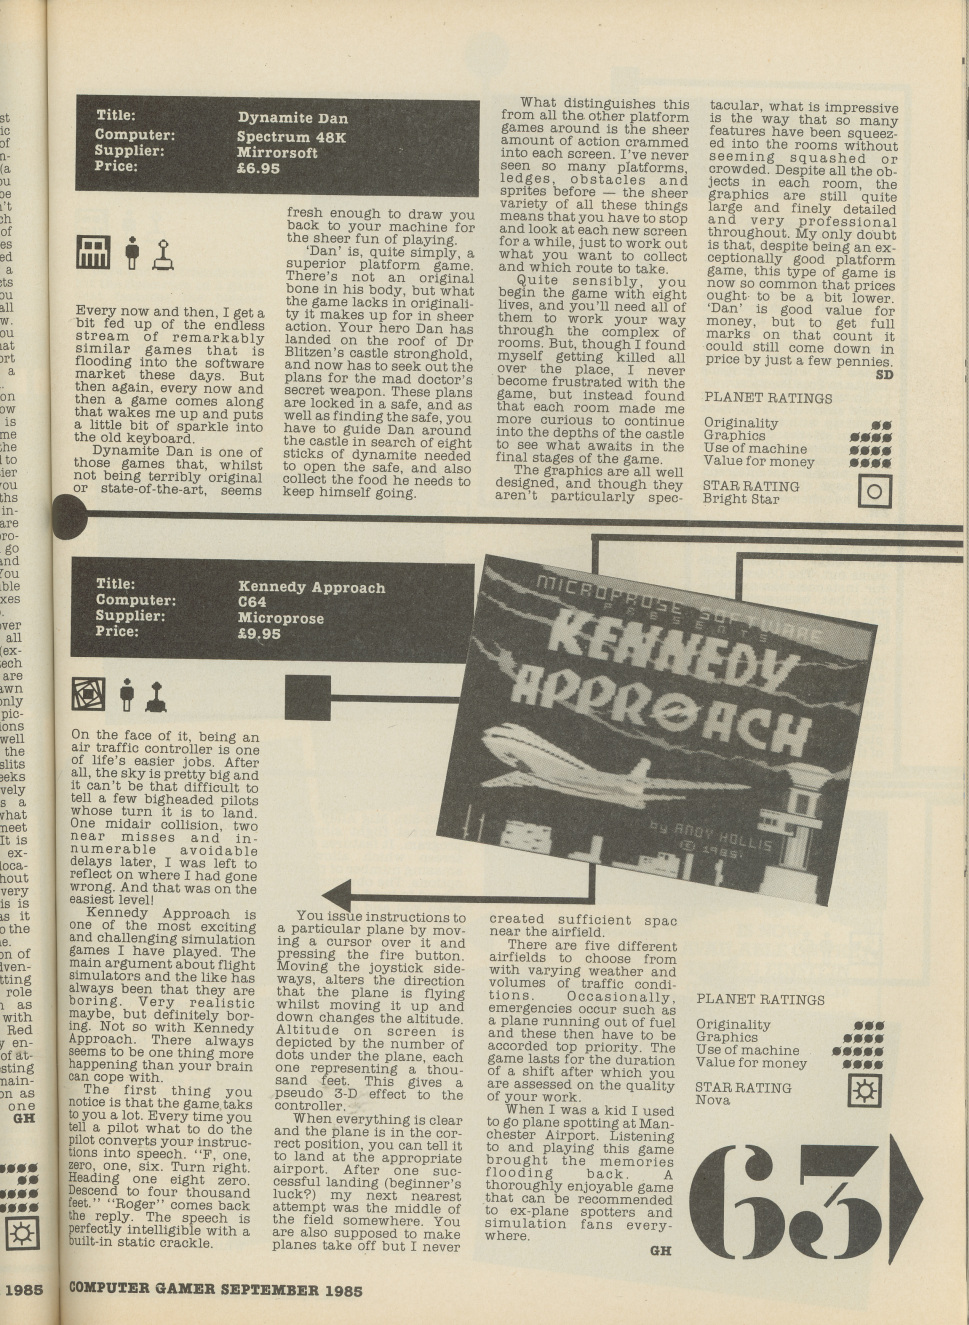 Title: Dynamite Dan
Computer: Spectrum 48K
Supplier: Mirrorsoft
Price: £6.95
Every now and then, I get a
bit fed up of the endless
stream of remarkably
similar games that is
flooding into the software
market these days. But
then again, every now and
then a game comes along
that wakes me up and puts
a little bit of sparkle into
the old keyboard.
Dynamite Dan is one of
those games that, whilst
not being terribly original
or state-of-the-art, seems
fresh enough to draw you
back to your machine for
the sheer fun of playing.
'Dan' is, quite simply, a
superior platform game.
There's not an original
bone in his body, but what
the game lacks in originali-
ty it makes up for in sheer
action. Your hero Dan has
landed on the roof of Dr
Blitzen's castle stronghold,
and now has to seek out the
plans for the mad doctor's
secret weapon. These plans
are locked in a safe, and as
well as finding the safe, you
have to guide Dan around
the castle in search of eight
sticks of dynamite needed
to open the safe, and also
collect the food he needs to
keep himself going.
What distinguishes this
from all the other platform
games around is the sheer
amount of action crammed
into each screen. I've never
seen so many platforms,
ledges, obstacles and
sprites before — the sheer
variety of all these things
means that you have to stop
and look at each new screen
for a while, just to work out
what you want to collect
and which route to take.
Quite sensibly, you
begin the game with eight
lives, and you'll need all of
them to work your way
through the complex of
rooms. But, though I found
myself getting killed all
over the place, I never
become frustrated with the
game, but instead found
that each room made me
more curious to continue
into the depths of the castle
to see what awaits in the
final stages of the game.
The graphics are all well
designed, and though they
aren't particularly spec-
tacular, what is impressive
is the way that so many
features have been squeez-
ed into the rooms without
seeming squashed or
crowded. Despite all the ob-
jects in each room, the
graphics are still quite
large and finely detailed
and very professional
throughout. My only doubt
is that, despite being an ex-
ceptionally good platform
game, this type of game is
now so common that prices
ought to be a bit lower.
'Dan' is good value for
money, but to get full
marks on that count it
could still come down in
price by just a few pennies.
SD
PLANET RATINGS
Originality
Graphics
Use of machine
Value for money
STAR RATING
Bright Star
Title: Kennedy Approach
Computer: C64
Supplier: Microprose
Price: £9.95
MICROPROSE SOFTWARE
PRESENTS
KENNEDY
APPROACH
by ANDY HOLLIS
© 1985
On the face of it, being an
air traffic controller is one
of life's easier jobs. After
all, the sky is pretty big and
it can't be that difficult to
tell a few bigheaded pilots
whose turn it is to land.
One midair collision, two
near misses and in-
numerable avoidable
delays later, I was left to
reflect on where I had gone
wrong. And that was on the
easiest level!
Kennedy Approach is
one of the most exciting
and challenging simulation
games I have played. The
main argument about flight
simulators and the like has
always been that they are
boring. Very realistic
maybe, but definitely bor-
ing. Not so with Kennedy
Approach. There always
seems to be one thing more
happening than your brain
can cope with.
The first thing you
notice is that the game takes
to you a lot. Every time you
tell a pilot what to do the
pilot converts your instruc-
tions into speech. "F, one,
zero, one, six. Turn right.
Heading one eight zero.
Descend to four thousand
feet." "Roger" comes back
the reply. The speech is
perfectly intelligible with a
built-in static crackle.
You issue instructions to
a particular plane by mov-
ing a cursor over it and
pressing the fire button.
Moving the joystick side-
ways, alters the direction
that the plane is flying
whilst moving it up and
down changes the altitude.
Altitude on screen is
depicted by the number of
dots under the plane, each
one representing a thou-
sand feet. This gives a
pseudo 3-D effect to the
controller.
When everything is clear
and the plane is in the cor-
rect position, you can tell it
to land at the appropriate
airport. After one suc-
cessful landing (beginner's
luck?) my next nearest
attempt was the middle of
the field somewhere. You
are also supposed to make
planes take off but I never
created sufficient spac
near the airfield.
There are five different
airfields to choose from
with varying weather and
volumes of traffic condi-
tions. Occasionally,
emergencies occur such as
a plane running out of fuel
and these then have to be
accorded top priority. The
game lasts for the duration
of a shift after which you
are assessed on the quality
of your work.
When I was a kid I used
to go plane spotting at Man-
chester Airport. Listening
to and playing this game
brought the memories
flooding back. A
thoroughly enjoyable game
that can be recommended
to ex-plane spotters and
simulation fans every-
where.
GH
PLANET RATINGS
Originality
Graphics
Use of machine
Value for money
STAR RATING
Nova
63
GH
1985
COMPUTER GAMER SEPTEMBER 1985